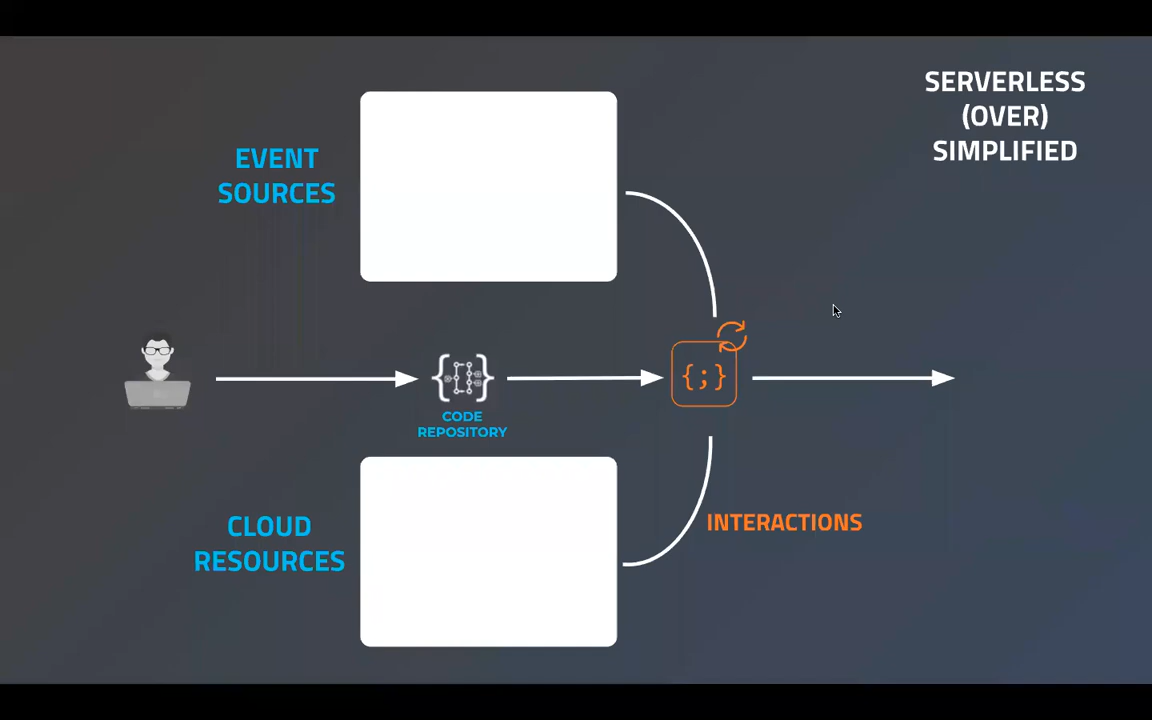 SERVERLESS
(OVER)
SIMPLIFIED
EVENT
SOURCES
{;}
CODE
REPOSITORY
CLOUD
RESOURCES
INTERACTIONS